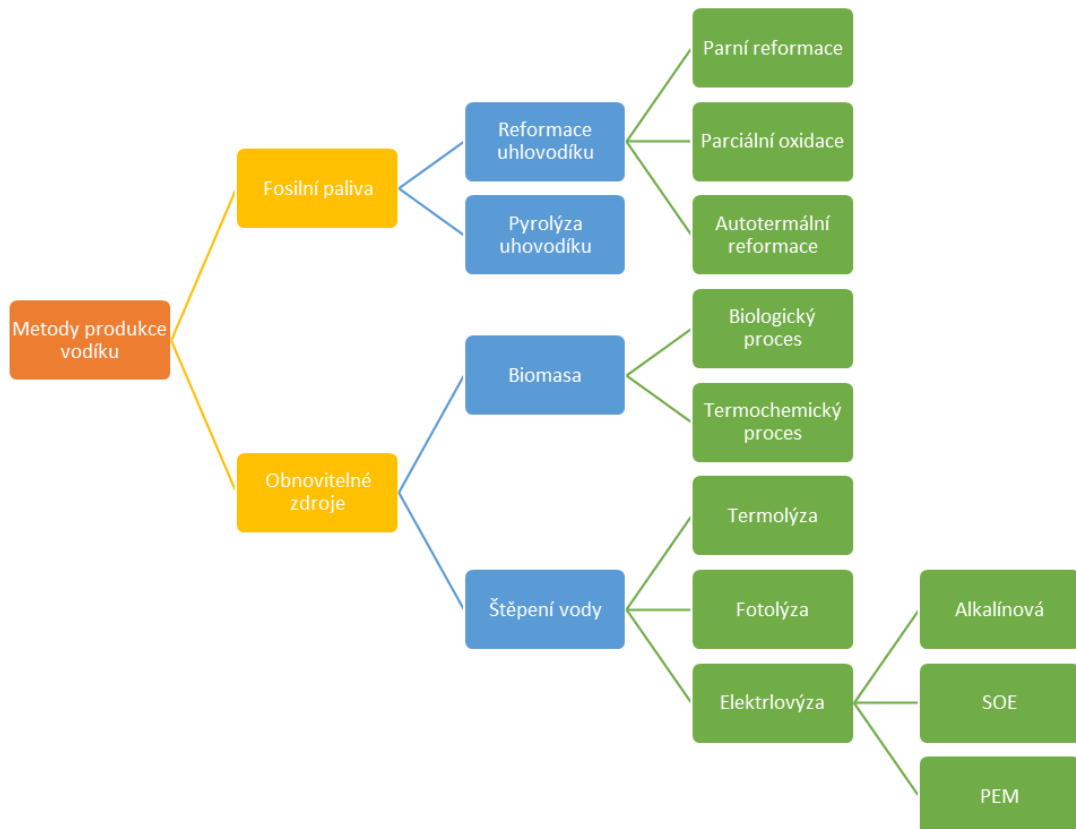 Metody produkce
vodíku
Fosilní paliva
Reformace
uhlovodíku
Parní reformace
Parciální oxidace
Autotermální
reformace
Pyrolýza
uhovodíku
Obnovitelné
zdroje
Biomasa
Biologický
proces
Termochemický
proces
Štěpení vody
Termolýza
Fotolýza
Elektrlovýza
Alkalínová
SOE
PEM